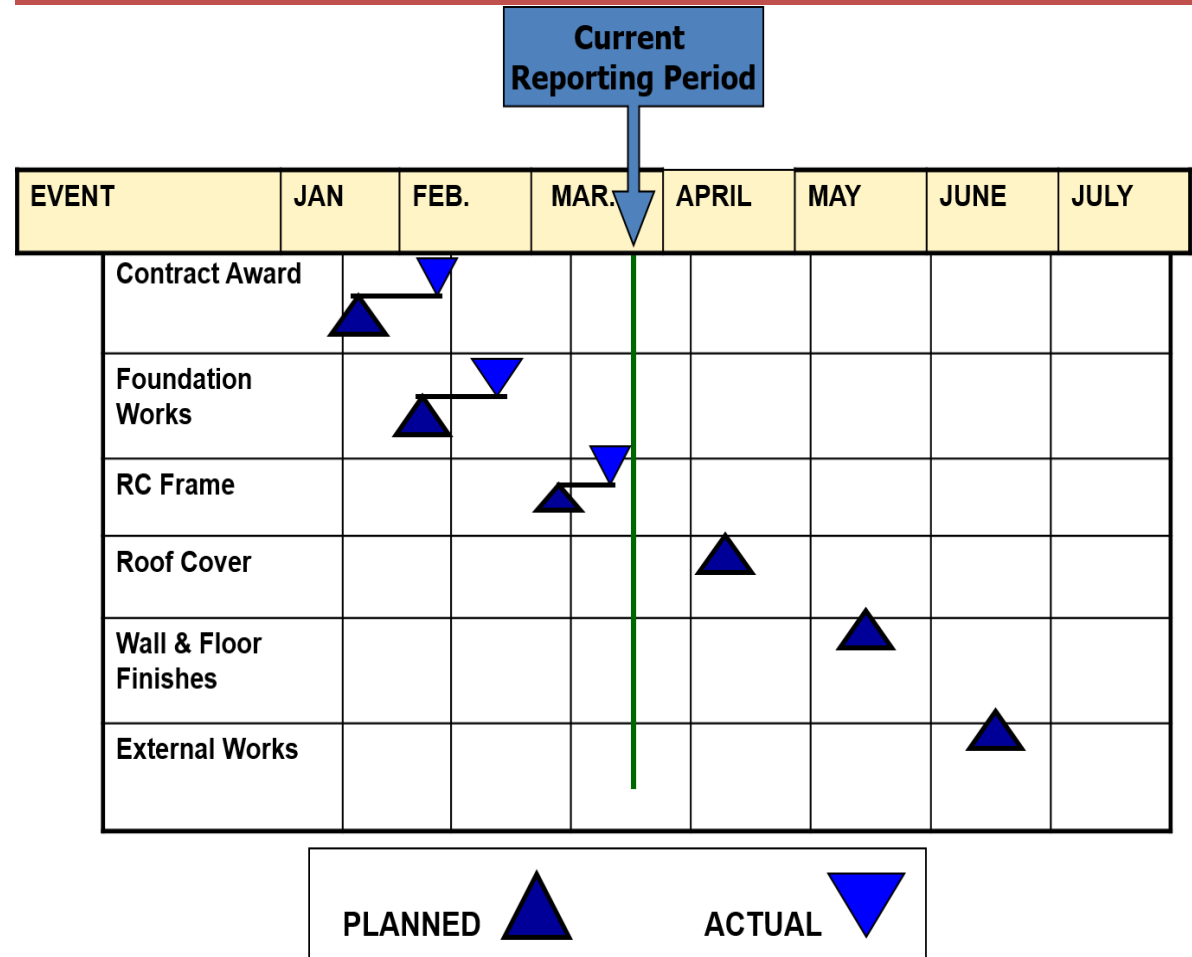 Current
Reporting Period
EVENT JAN FEB. MAR. APRIL MAY JUNE JULY
Contract Award
Foundation
Works
RC Frame
Roof Cover
Wall & Floor
Finishes
External Works
PLANNED ACTUAL